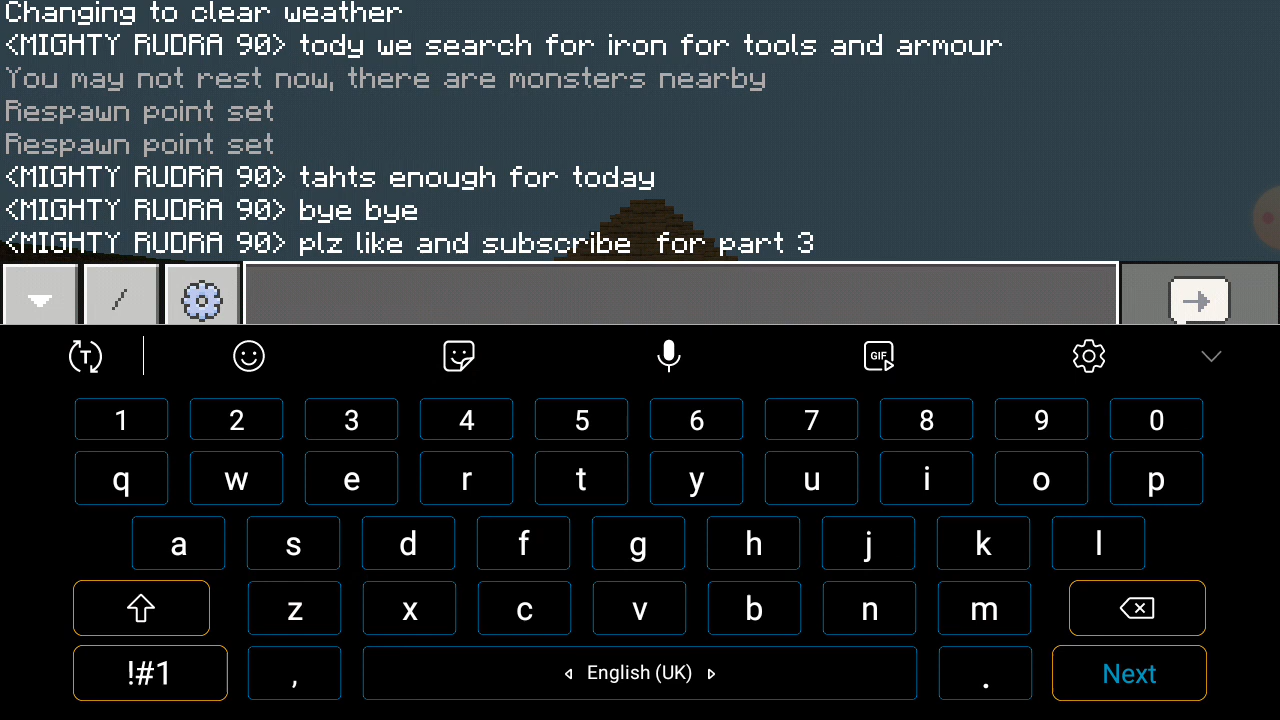 Changing to clear weather
<MIGHTY RUDRA 90> tody we search for iron for tools and armour
You may not rest now, there are monsters nearby
Respawn point set
Respawn point set
<MIGHTY RUDRA 90> tahts enough for today
<MIGHTY RUDRA 90> bye bye
<MIGHTY RUDRA 90> plz like and subscribe  for part 3
/
T
GIF
1 2 3 4 5 6 7 8 9 0
q w e r t y u i o p
a s d f g h j k l
z x c v b n m
!#1 , English (UK) . Next